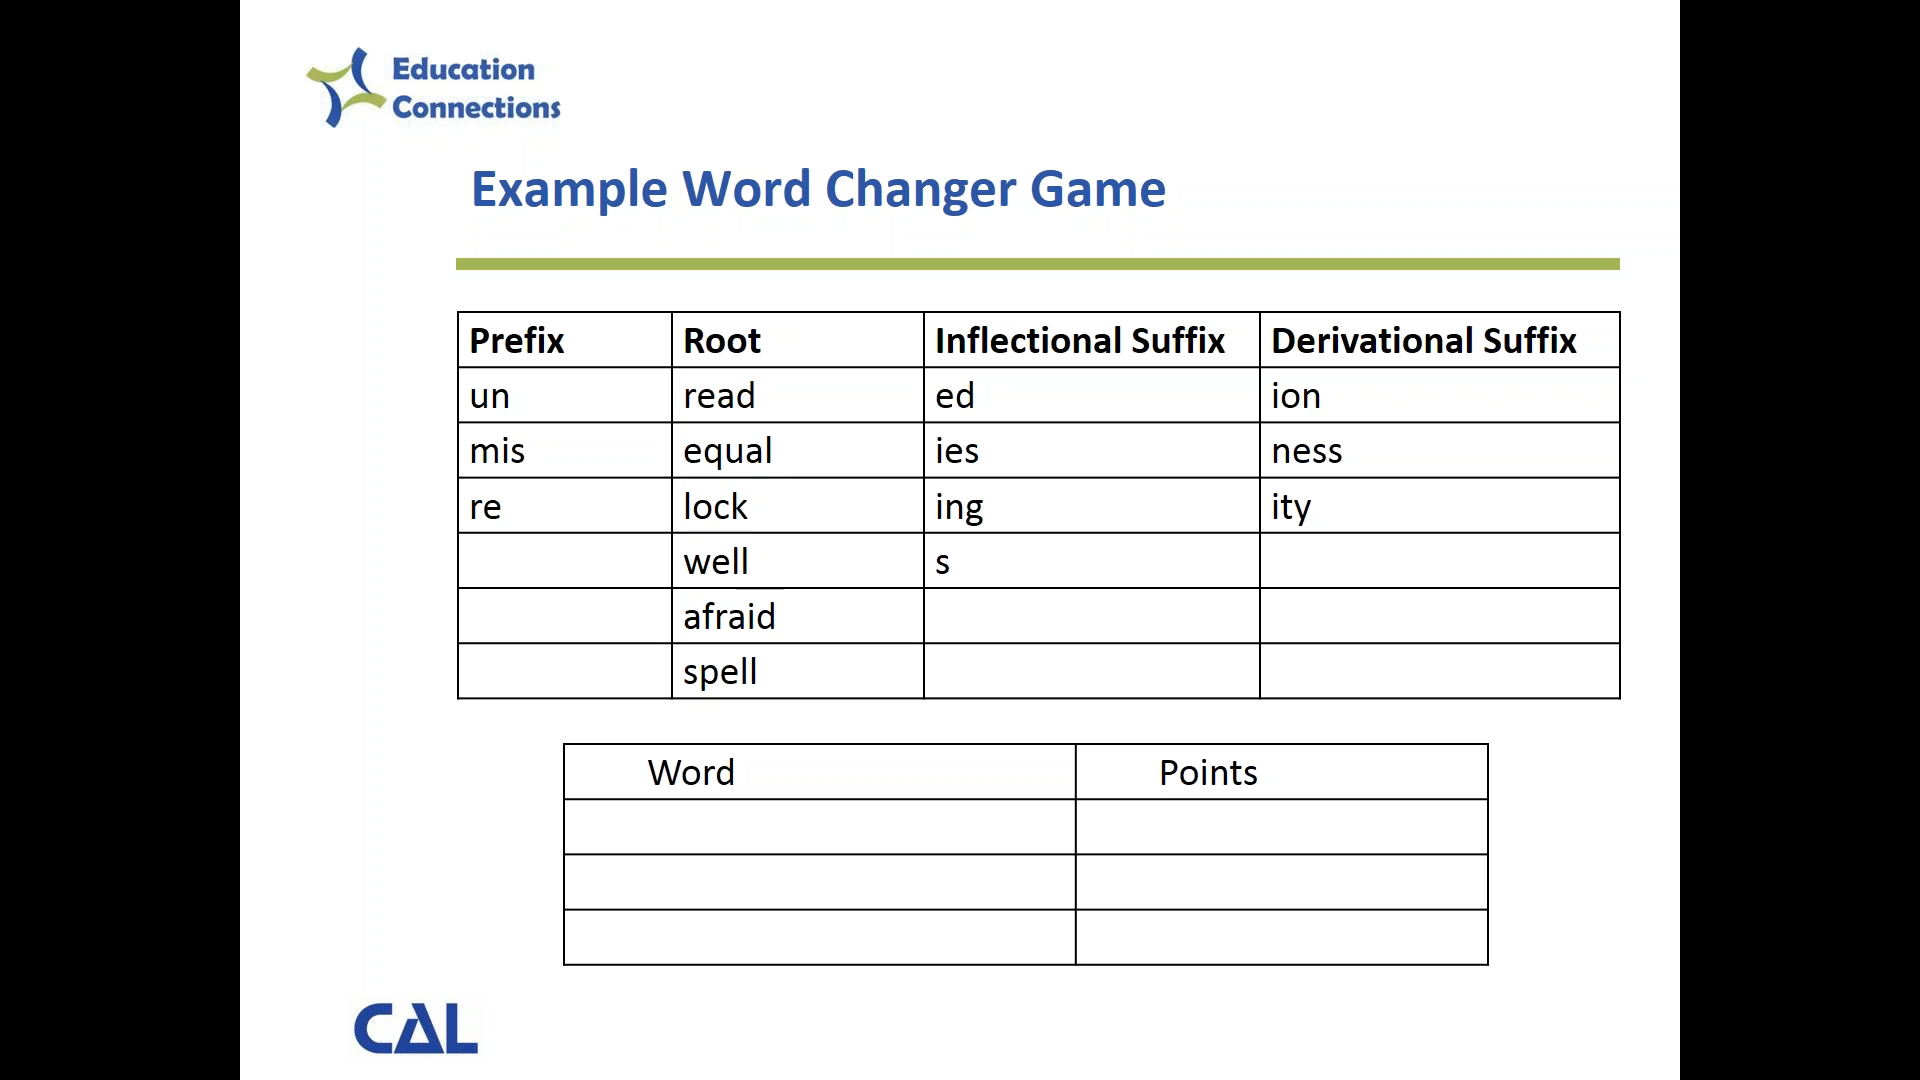 Education
Connections
Example Word Changer Game
Prefix Root Inflectional Suffix Derivational Suffix
un read ed ion
mis equal ies ness
re lock ing ity
well s
afraid
spell
Word Points
CAL